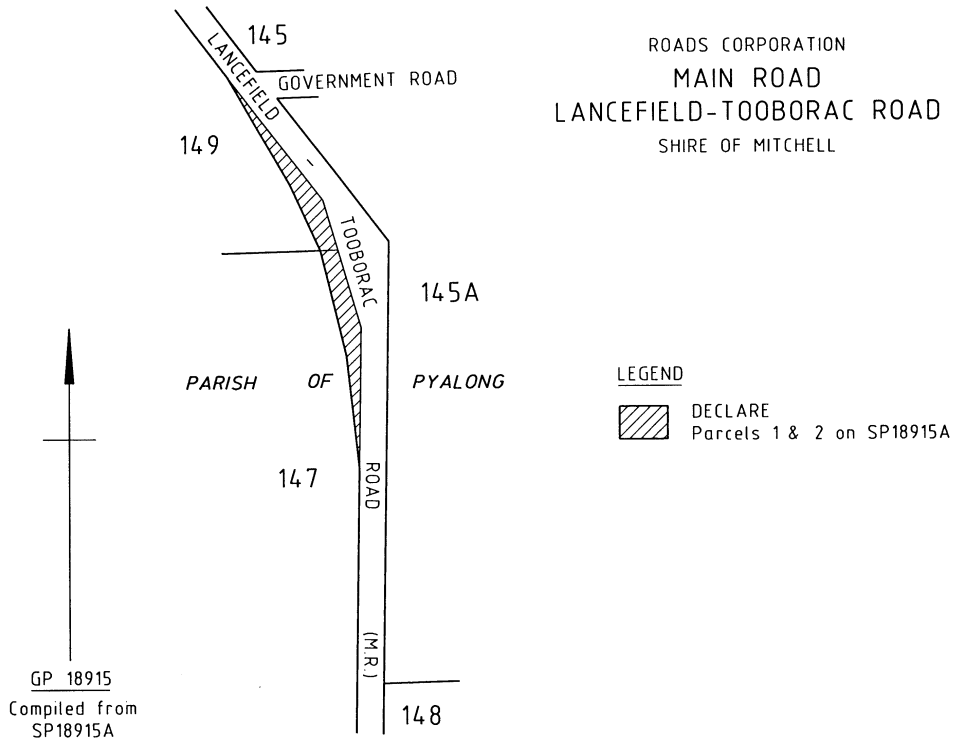 145
LANCEFIELD - TOOBORAC ROAD (M.R.)
GOVERNMENT ROAD
149
145A
PARISH OF PYALONG
147
148
ROADS CORPORATION
MAIN ROAD
LANCEFIELD-TOOBORAC ROAD
SHIRE OF MITCHELL
LEGEND
DECLARE
Parcels 1 & 2 on SP18915A
GP 18915
Compiled from
SP18915A